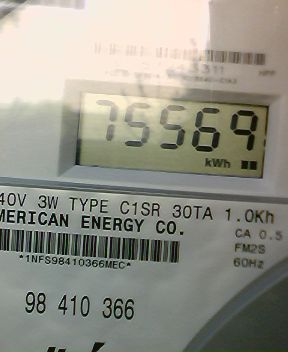 75569
kWh
40V 3W TYPE C1SR 30TA 1.0Kh
MERICAN ENERGY CO.
CA 0.5
FM2S
*1NFS98410366MEC*
60Hz
98 410 366